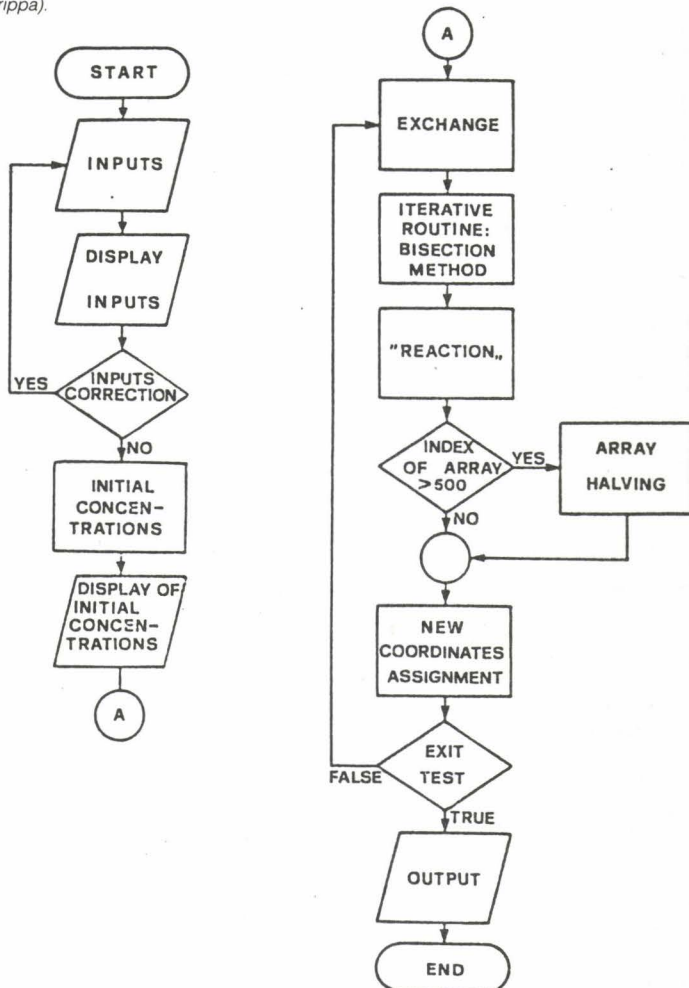 rippa).
START
INPUTS
DISPLAY
INPUTS
INPUTS
CORRECTION
YES
NO
INITIAL
CONCEN-
TRATIONS
DISPLAY OF
INITIAL
CONCEN-
TRATIONS
A
A
EXCHANGE
ITERATIVE
ROUTINE:
BISECTION
METHOD
"REACTION„
INDEX
OF ARRAY
>500
YES
ARRAY
HALVING
NO
NEW
COORDINATES
ASSIGNMENT
EXIT
TEST
FALSE
TRUE
OUTPUT
END